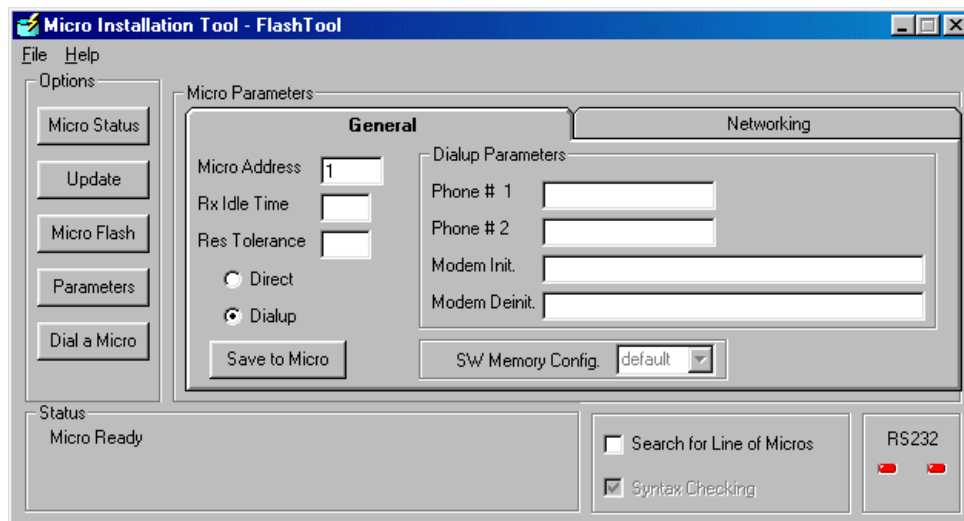 Micro Installation Tool - FlashTool
File Help
Options
Micro Status
Update
Micro Flash
Parameters
Dial a Micro
Micro Parameters
General
Networking
Micro Address 1
Rx Idle Time
Res Tolerance
Direct
Dialup
Save to Micro
Dialup Parameters
Phone # 1
Phone # 2
Modem Init.
Modem Deinit.
SW Memory Config. default
Status
Micro Ready
Search for Line of Micros
Syntax Checking
RS232